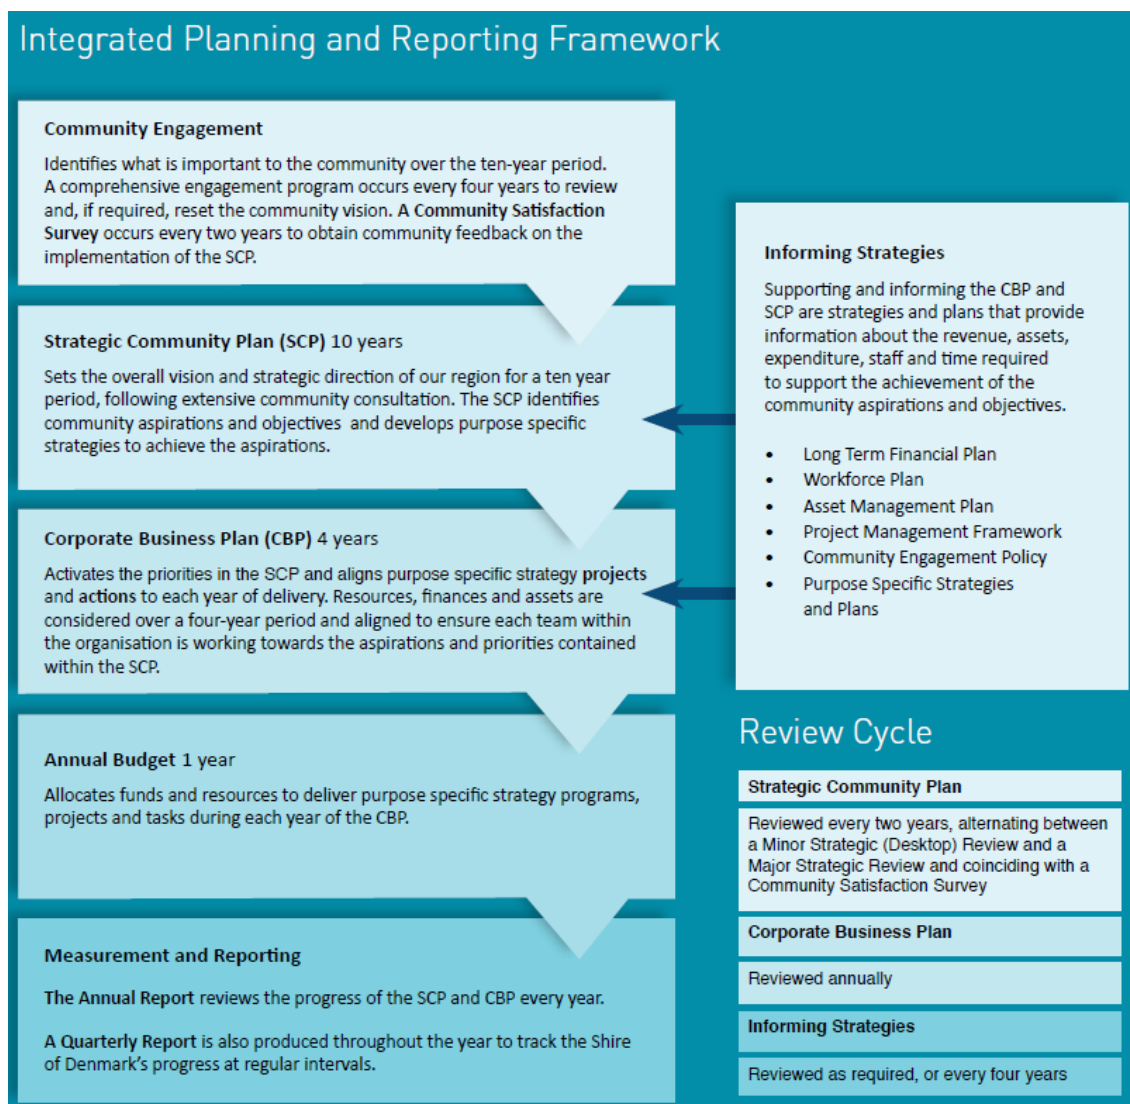 Integrated Planning and Reporting Framework
Community Engagement
Identifies what is important to the community over the ten-year period.
A comprehensive engagement program occurs every four years to review
and, if required, reset the community vision. A Community Satisfaction
Survey occurs every two years to obtain community feedback on the
implementation of the SCP.
Strategic Community Plan (SCP) 10 years
Sets the overall vision and strategic direction of our region for a ten year
period, following extensive community consultation. The SCP identifies
community aspirations and objectives and develops purpose specific
strategies to achieve the aspirations.
Corporate Business Plan (CBP) 4 years
Activates the priorities in the SCP and aligns purpose specific strategy projects
and actions to each year of delivery. Resources, finances and assets are
considered over a four-year period and aligned to ensure each team within
the organisation is working towards the aspirations and priorities contained
within the SCP.
Annual Budget 1 year
Allocates funds and resources to deliver purpose specific strategy programs,
projects and tasks during each year of the CBP.
Measurement and Reporting
The Annual Report reviews the progress of the SCP and CBP every year.
A Quarterly Report is also produced throughout the year to track the Shire
of Denmark's progress at regular intervals.
Informing Strategies
Supporting and informing the CBP and
SCP are strategies and plans that provide
information about the revenue, assets,
expenditure, staff and time required
to support the achievement of the
community aspirations and objectives.
• Long Term Financial Plan
• Workforce Plan
• Asset Management Plan
• Project Management Framework
• Community Engagement Policy
• Purpose Specific Strategies
and Plans
Review Cycle
Strategic Community Plan
Reviewed every two years, alternating between
a Minor Strategic (Desktop) Review and a
Major Strategic Review and coinciding with a
Community Satisfaction Survey
Corporate Business Plan
Reviewed annually
Informing Strategies
Reviewed as required, or every four years